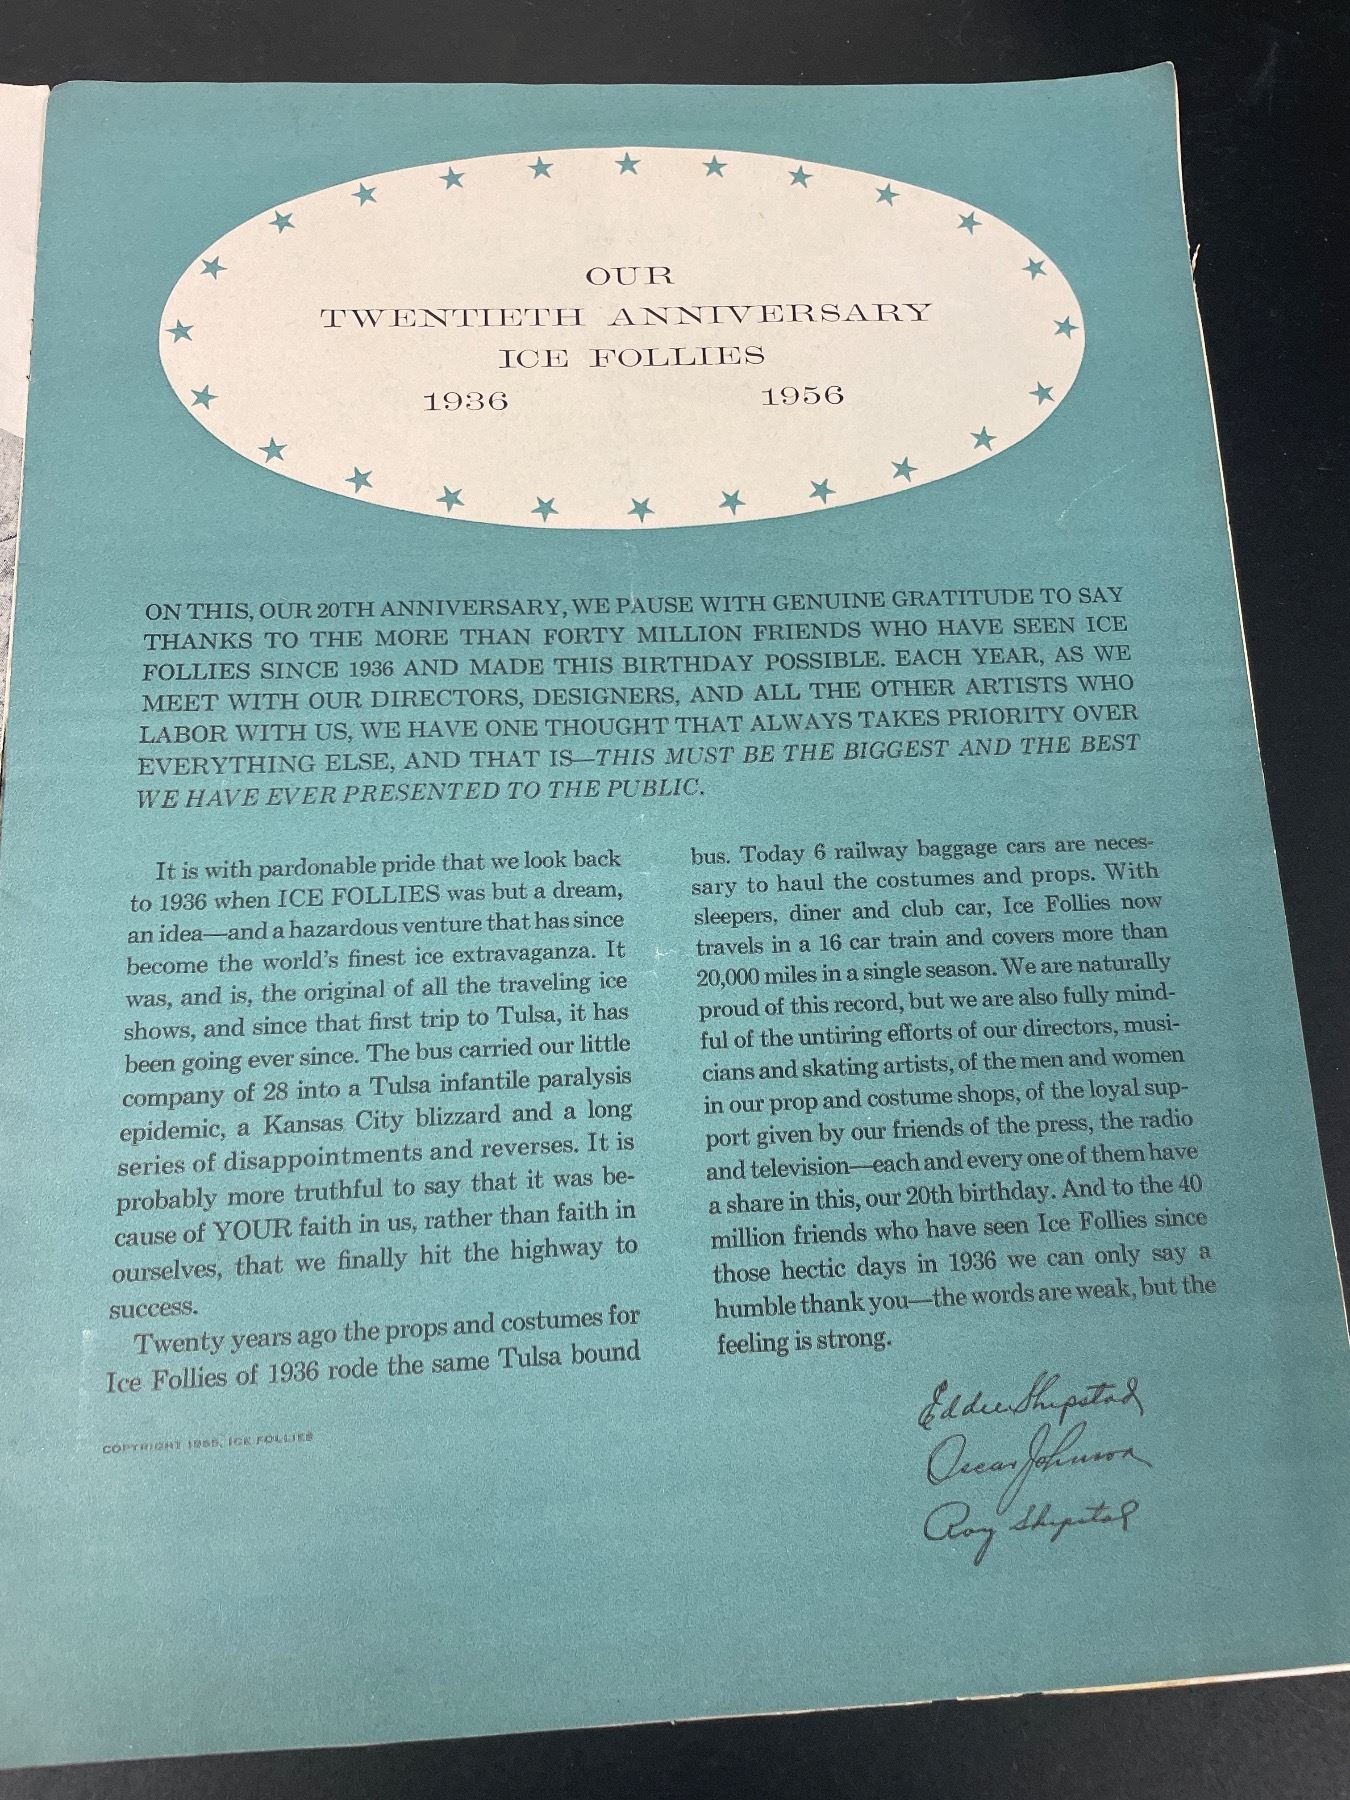 OUR
TWENTIETH ANNIVERSARY
ICE FOLLIES
1936 1956
ON THIS, OUR 20TH ANNIVERSARY, WE PAUSE WITH GENUINE GRATITUDE TO SAY
THANKS TO THE MORE THAN FORTY MILLION FRIENDS WHO HAVE SEEN ICE
FOLLIES SINCE 1936 AND MADE THIS BIRTHDAY POSSIBLE. EACH YEAR, AS WE
MEET WITH OUR DIRECTORS, DESIGNERS, AND ALL THE OTHER ARTISTS WHO
LABOR WITH US, WE HAVE ONE THOUGHT THAT ALWAYS TAKES PRIORITY OVER
EVERYTHING ELSE, AND THAT IS—THIS MUST BE THE BIGGEST AND THE BEST
WE HAVE EVER PRESENTED TO THE PUBLIC.
It is with pardonable pride that we look back
to 1936 when ICE FOLLIES was but a dream,
an idea—and a hazardous venture that has since
become the world's finest ice extravaganza. It
was, and is, the original of all the traveling ice
shows, and since that first trip to Tulsa, it has
been going ever since. The bus carried our little
company of 28 into a Tulsa infantile paralysis
epidemic, a Kansas City blizzard and a long
series of disappointments and reverses. It is
probably more truthful to say that it was be-
cause of YOUR faith in us, rather than faith in
ourselves, that we finally hit the highway to
success.
Twenty years ago the props and costumes for
Ice Follies of 1936 rode the same Tulsa bound
bus. Today 6 railway baggage cars are neces-
sary to haul the costumes and props. With
sleepers, diner and club car, Ice Follies now
travels in a 16 car train and covers more than
20,000 miles in a single season. We are naturally
proud of this record, but we are also fully mind-
ful of the untiring efforts of our directors, musi-
cians and skating artists, of the men and women
in our prop and costume shops, of the loyal sup-
port given by our friends of the press, the radio
and television—each and every one of them have
a share in this, our 20th birthday. And to the 40
million friends who have seen Ice Follies since
those hectic days in 1936 we can only say a
humble thank you—the words are weak, but the
feeling is strong.
Eddie Shipstad
Oscar Johnson
Roy Shipstad
COPYRIGHT 1955, ICE FOLLIES